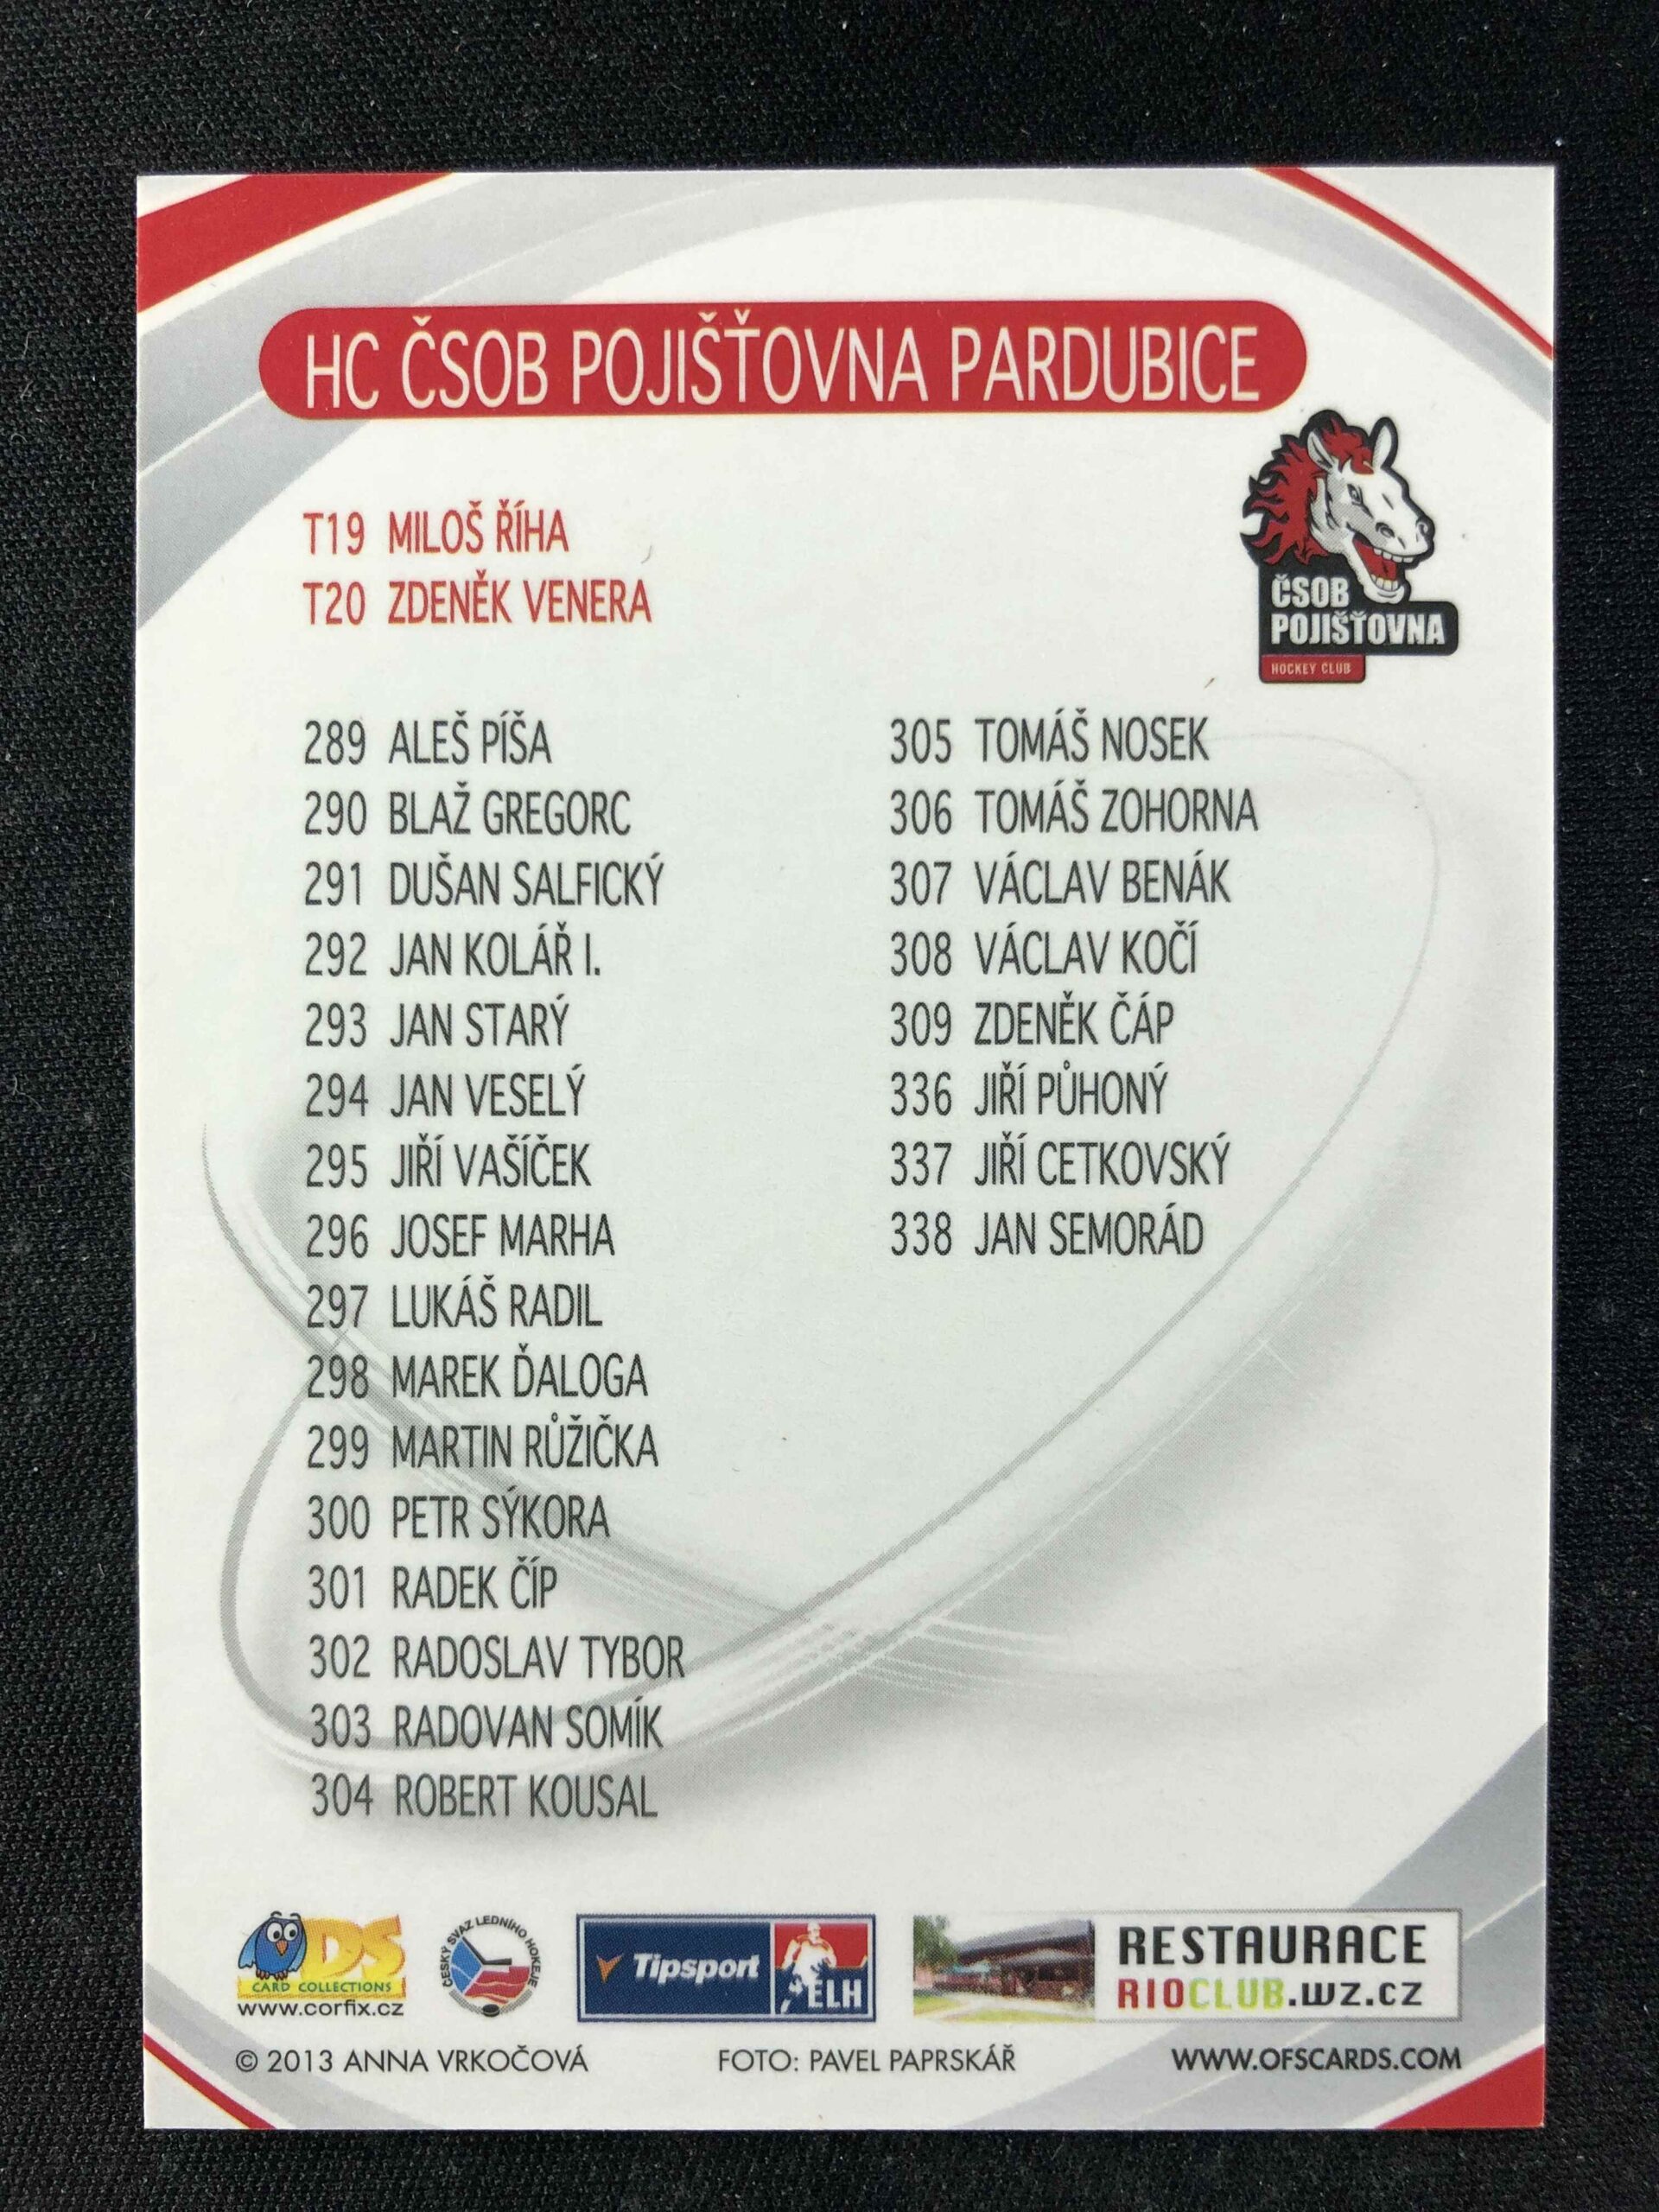 HC ČSOB POJIŠŤOVNA PARDUBICE
ČSOB
POJIŠŤOVNA
HOCKEY CLUB
T19 MILOŠ ŘÍHA
T20 ZDENĚK VENERA
289 ALEŠ PÍŠA
290 BLAŽ GREGORC
291 DUŠAN SALFICKÝ
292 JAN KOLÁŘ I.
293 JAN STARÝ
294 JAN VESELÝ
295 JIŘÍ VAŠÍČEK
296 JOSEF MARHA
297 LUKÁŠ RADIL
298 MAREK ĎALOGA
299 MARTIN RŮŽIČKA
300 PETR SÝKORA
301 RADEK ČÍP
302 RADOSLAV TYBOR
303 RADOVAN SOMÍK
304 ROBERT KOUSAL
305 TOMÁŠ NOSEK
306 TOMÁŠ ZOHORNA
307 VÁCLAV BENÁK
308 VÁCLAV KOČÍ
309 ZDENĚK ČÁP
336 JIŘÍ PŮHONÝ
337 JIŘÍ CETKOVSKÝ
338 JAN SEMORÁD
DS
CARD COLLECTIONS
www.corfix.cz
ČESKÝ SVAZ LEDNÍHO HOKEJE
Tipsport
ELH
RESTAURACE
RIOCLUB.WZ.CZ
© 2013 ANNA VRKOČOVÁ
FOTO: PAVEL PAPRSKÁŘ
WWW.OFSCARDS.COM